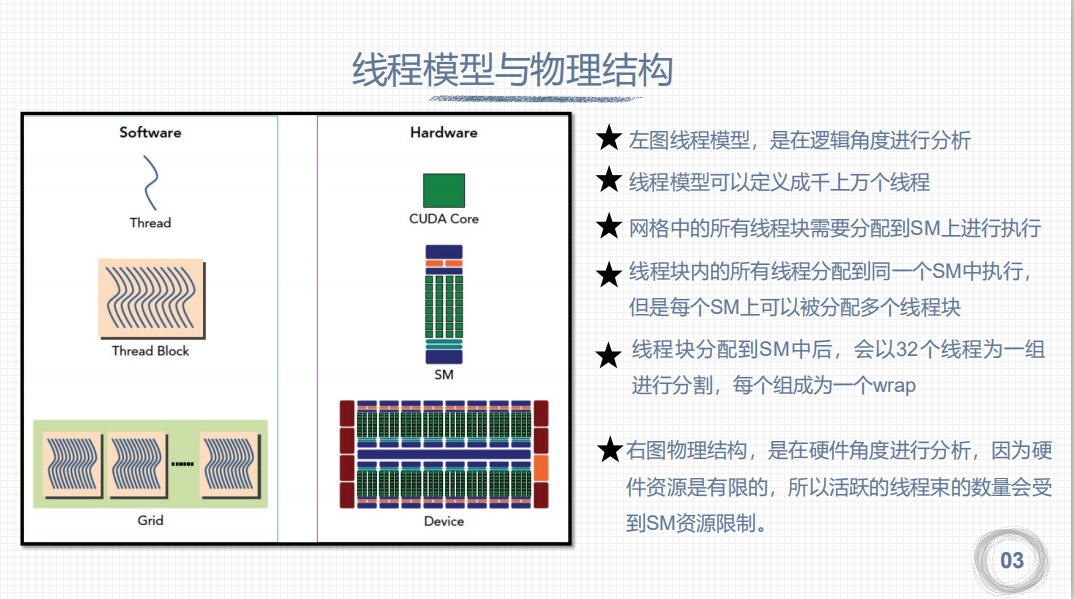 线程模型与物理结构
Software
Thread
Thread Block
Grid
Hardware
CUDA Core
SM
Device
★ 左图线程模型，是在逻辑角度进行分析
★ 线程模型可以定义成千上万个线程
★ 网格中的所有线程块需要分配到SM上进行执行
★ 线程块内的所有线程分配到同一个SM中执行，
但是每个SM上可以被分配多个线程块
★ 线程块分配到SM中后，会以32个线程为一组
进行分割，每个组成为一个wrap
★ 右图物理结构，是在硬件角度进行分析，因为硬
件资源是有限的，所以活跃的线程束的数量会受
到SM资源限制。
03